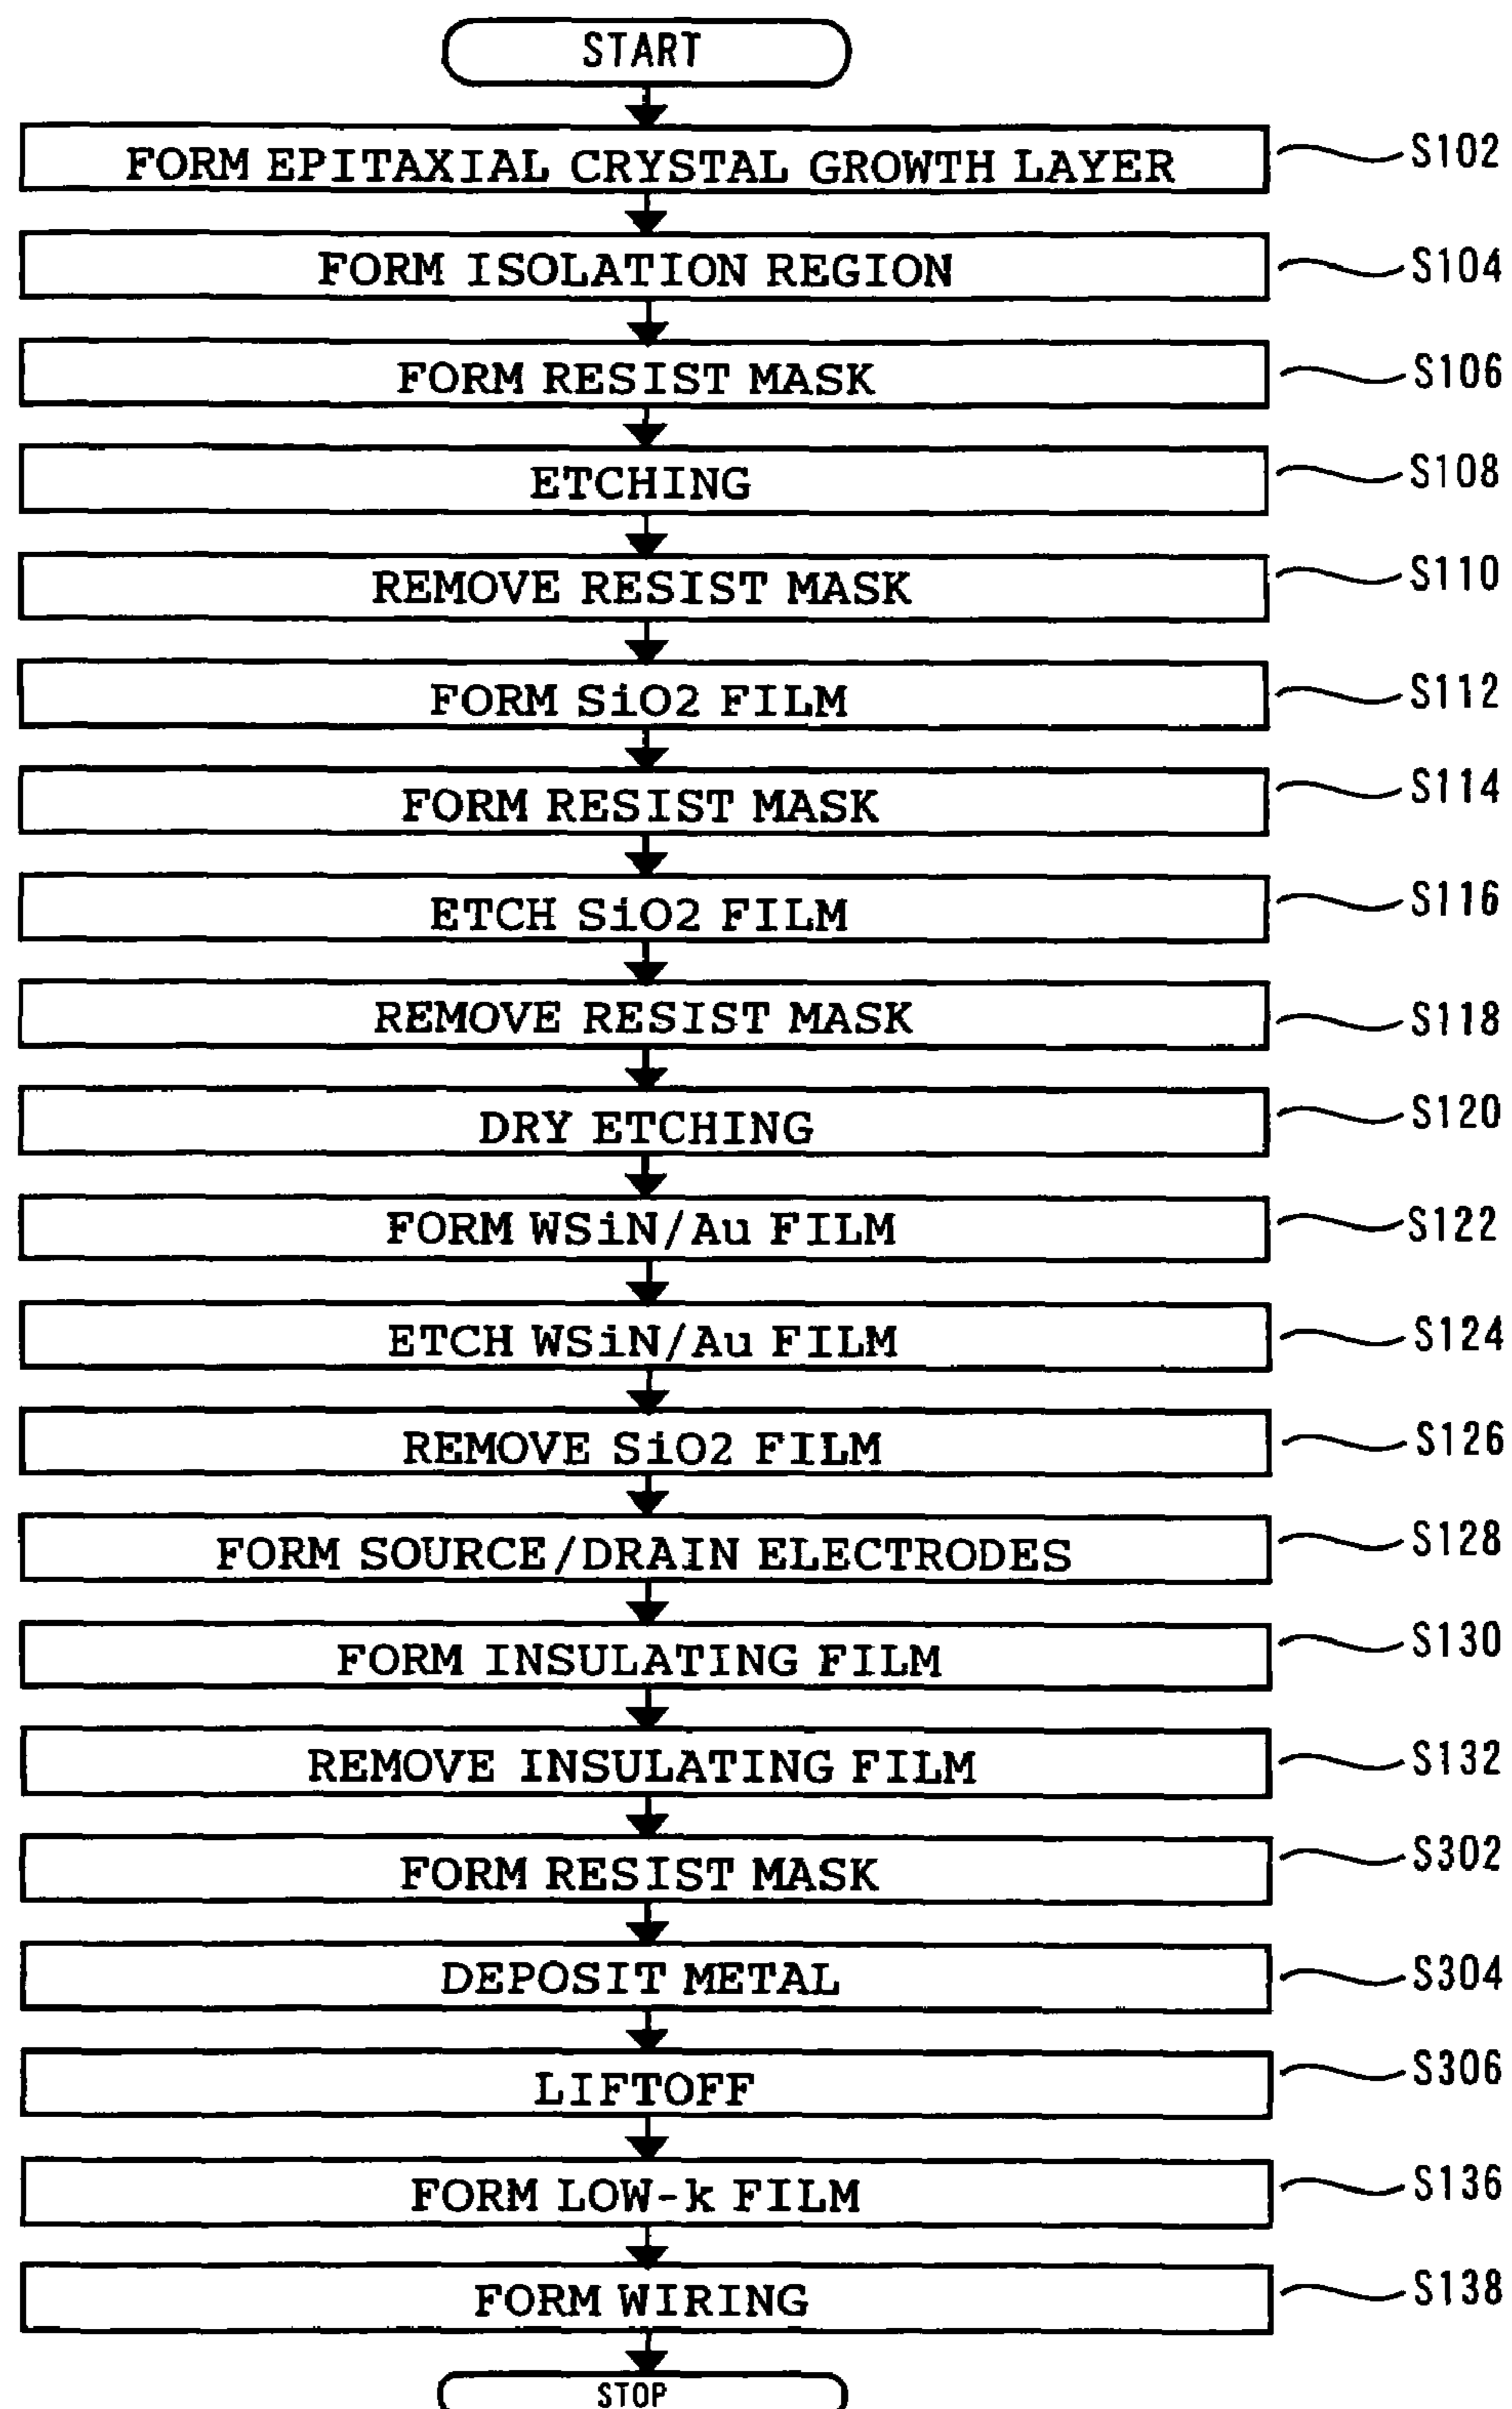 START
FORM EPITAXIAL CRYSTAL GROWTH LAYER S102
FORM ISOLATION REGION S104
FORM RESIST MASK S106
ETCHING S108
REMOVE RESIST MASK S110
FORM SiO2 FILM S112
FORM RESIST MASK S114
ETCH SiO2 FILM S116
REMOVE RESIST MASK S118
DRY ETCHING S120
FORM WSiN/Au FILM S122
ETCH WSiN/Au FILM S124
REMOVE SiO2 FILM S126
FORM SOURCE/DRAIN ELECTRODES S128
FORM INSULATING FILM S130
REMOVE INSULATING FILM S132
FORM RESIST MASK S302
DEPOSIT METAL S304
LIFTOFF S306
FORM LOW-k FILM S136
FORM WIRING S138
STOP